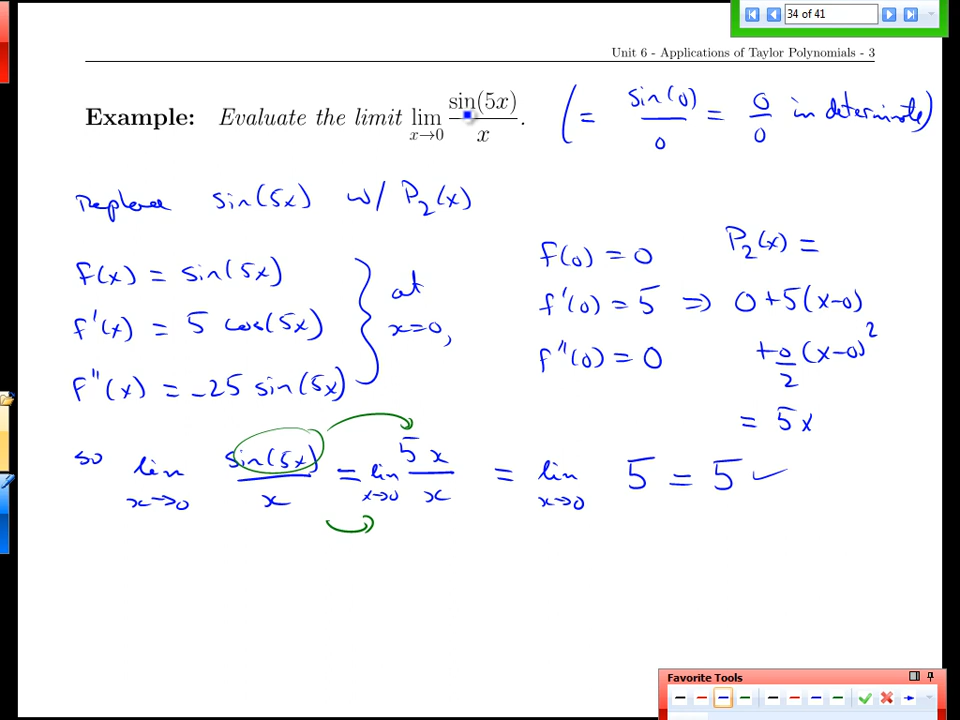 34 of 41
Unit 6 - Applications of Taylor Polynomials - 3
Example: Evaluate the limit lim x→0 sin(5x)/x . (= sin(0)/0 = 0/0 indeterminate)
Replace sin(5x) w/ P₂(x)
f(x) = sin(5x)
f'(x) = 5 cos(5x)
f"(x) = -25 sin(5x)
} at x=0,
f(0) = 0
f'(0) = 5 ⇒
f"(0) = 0
P₂(x) =
0 + 5(x-0)
+ 0/2 (x-0)²
= 5x
so lim x→0 sin(5x)/x = lim x→0 5x/x = lim x→0 5 = 5 ✓
Favorite Tools